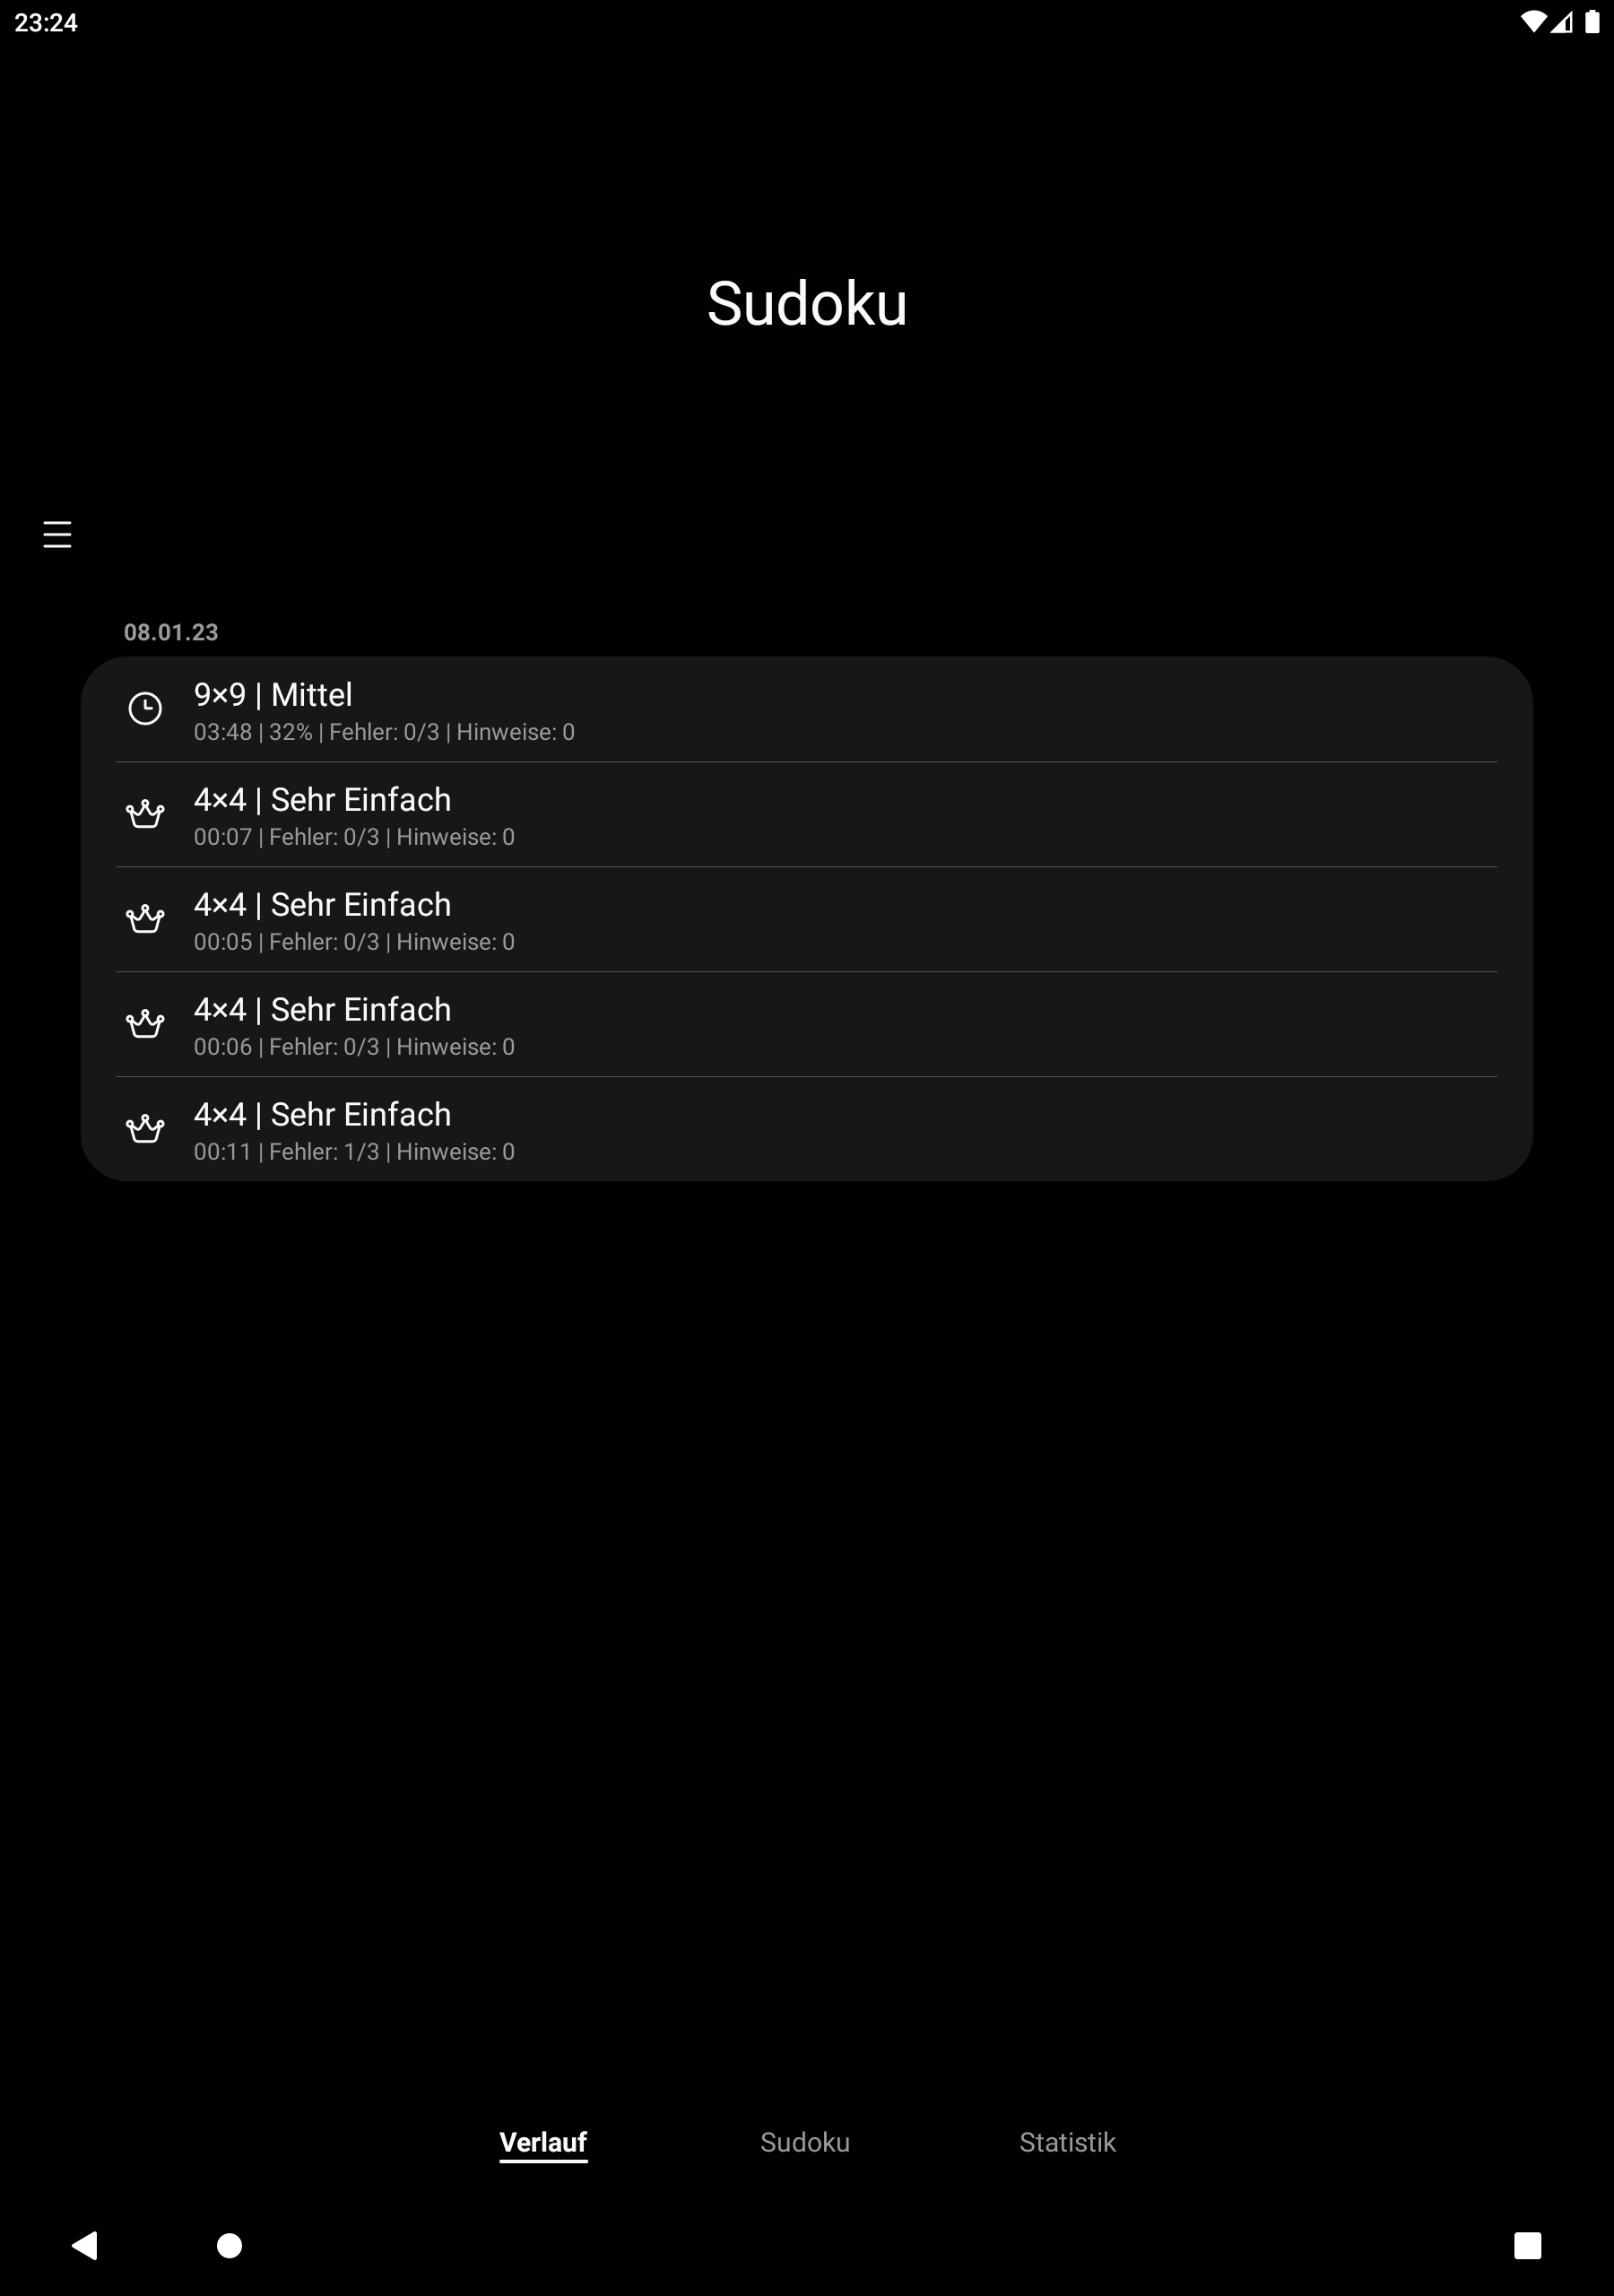 23:24
Sudoku
08.01.23
9×9 | Mittel
03:48 | 32% | Fehler: 0/3 | Hinweise: 0
4×4 | Sehr Einfach
00:07 | Fehler: 0/3 | Hinweise: 0
4×4 | Sehr Einfach
00:05 | Fehler: 0/3 | Hinweise: 0
4×4 | Sehr Einfach
00:06 | Fehler: 0/3 | Hinweise: 0
4×4 | Sehr Einfach
00:11 | Fehler: 1/3 | Hinweise: 0
Verlauf Sudoku Statistik